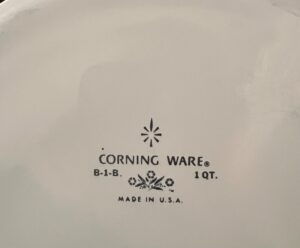 CORNING WARE®
B-1-B. 1 QT.
MADE IN U.S.A.